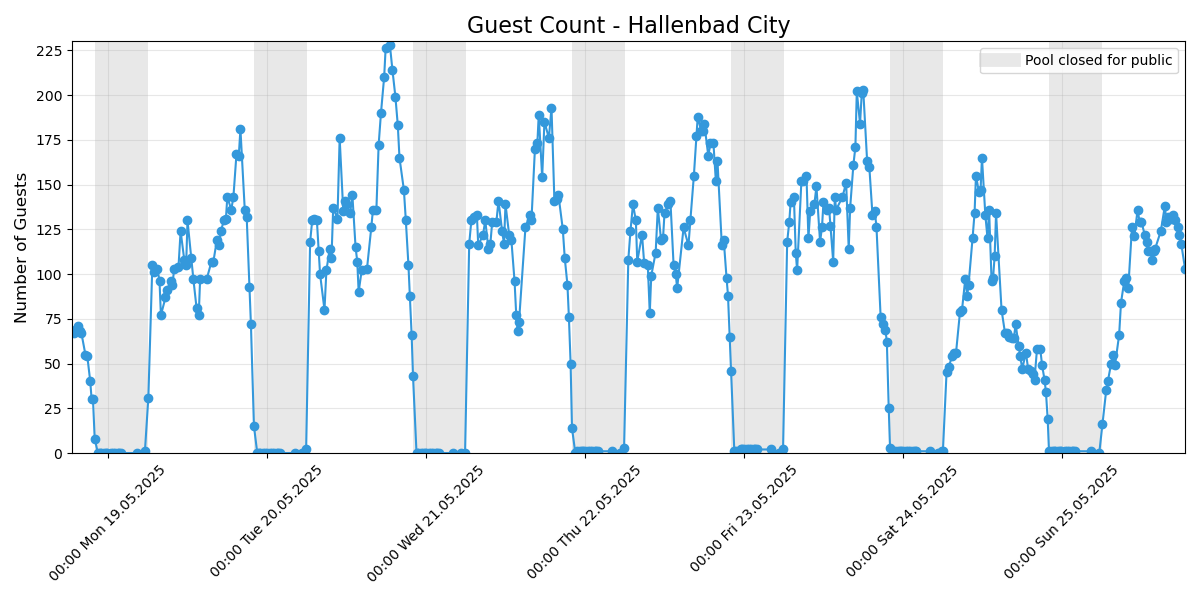 Guest Count - Hallenbad City
Pool closed for public
Number of Guests
225
200
175
150
125
100
75
50
25
0
00:00 Mon 19.05.2025
00:00 Tue 20.05.2025
00:00 Wed 21.05.2025
00:00 Thu 22.05.2025
00:00 Fri 23.05.2025
00:00 Sat 24.05.2025
00:00 Sun 25.05.2025